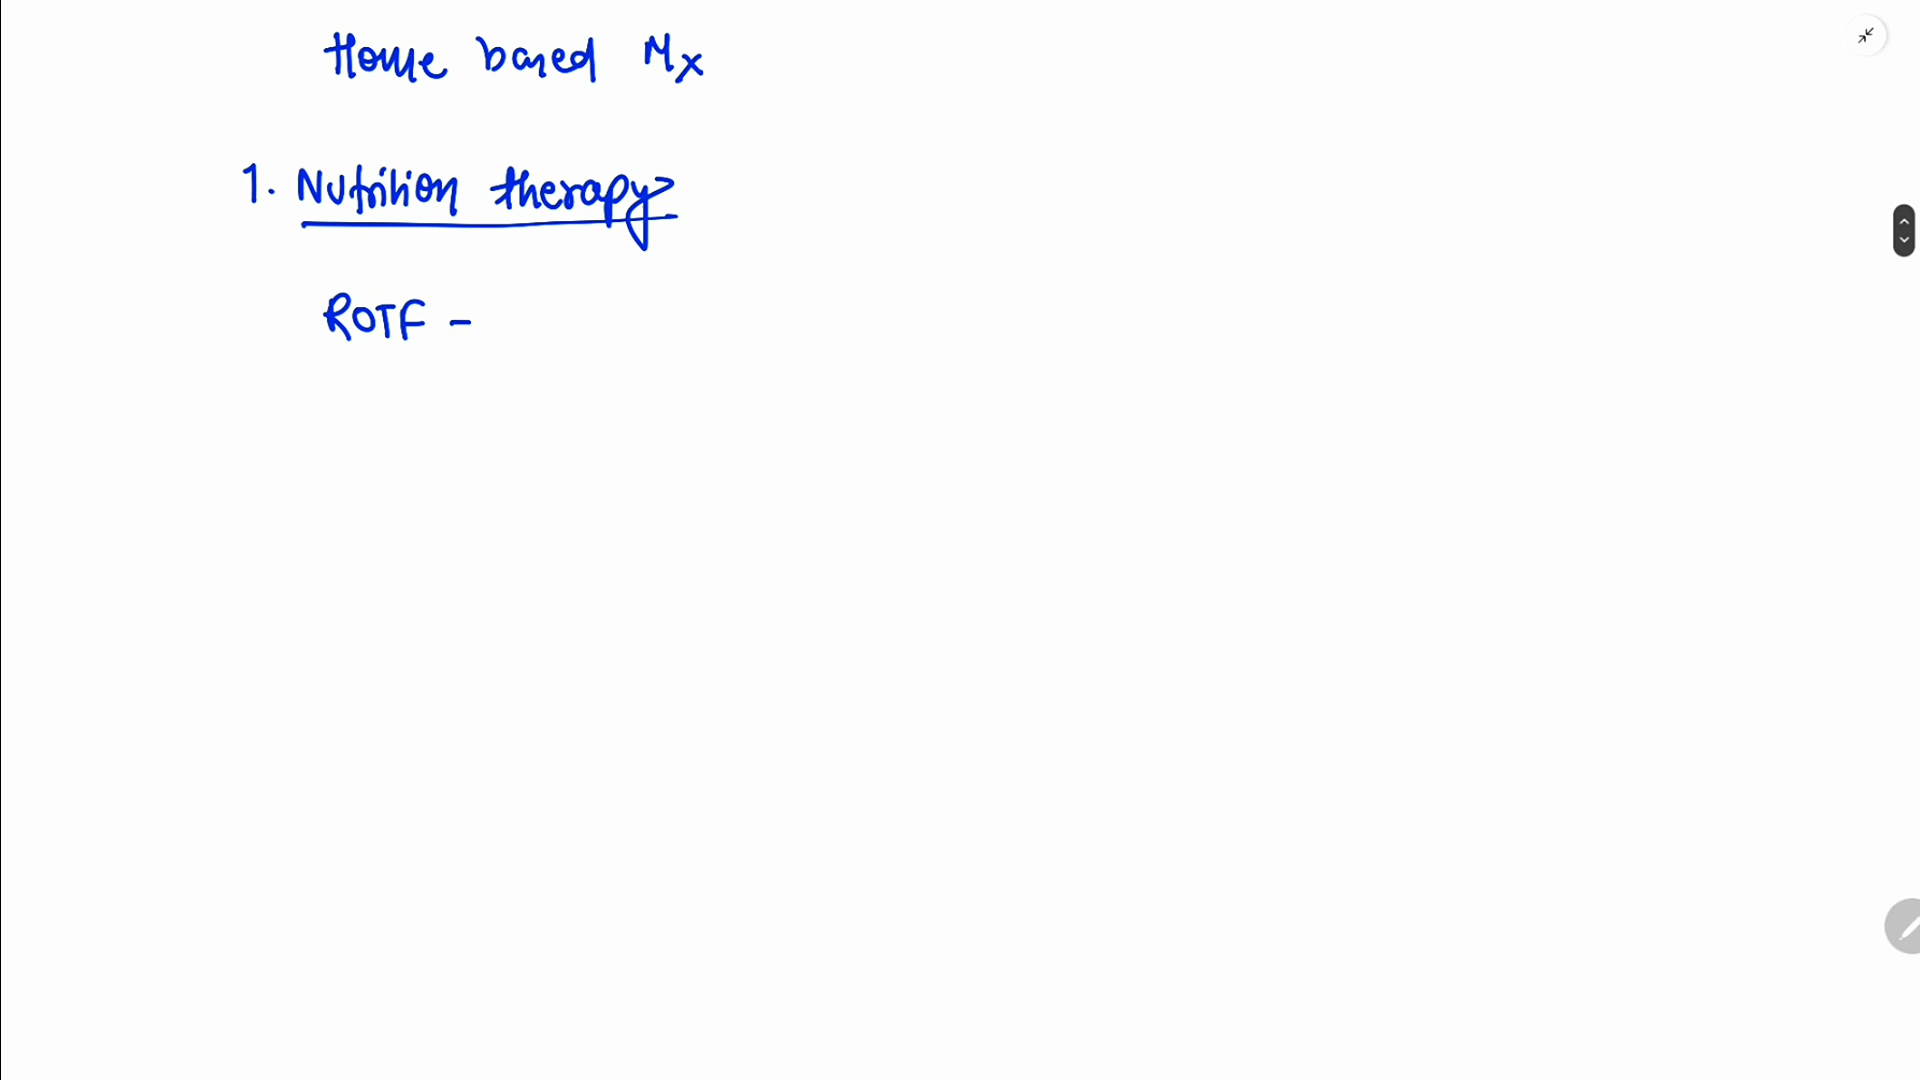 Home based Mx
1. Nutrition therapy
ROTF -